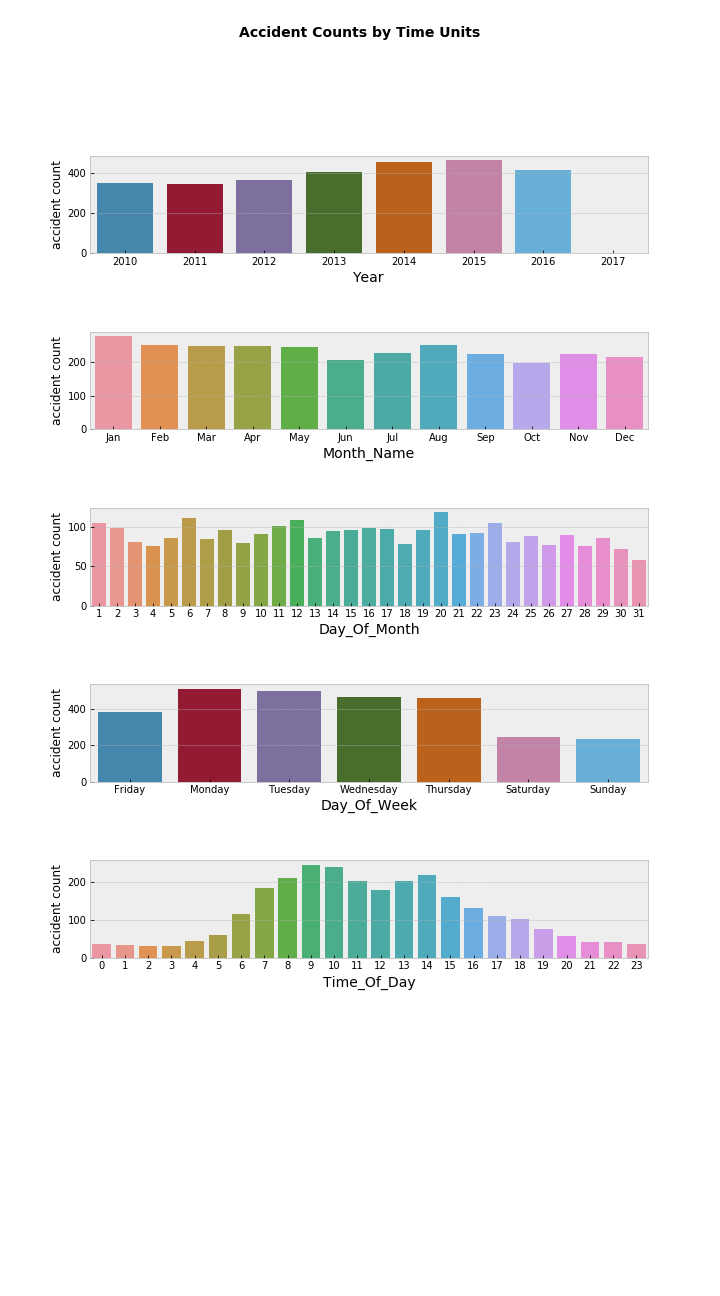 Accident Counts by Time Units
accident count
400
200
0
2010 2011 2012 2013 2014 2015 2016 2017
Year
accident count
200
100
0
Jan Feb Mar Apr May Jun Jul Aug Sep Oct Nov Dec
Month_Name
accident count
100
50
0
1 2 3 4 5 6 7 8 9 10 11 12 13 14 15 16 17 18 19 20 21 22 23 24 25 26 27 28 29 30 31
Day_Of_Month
accident count
400
200
0
Friday Monday Tuesday Wednesday Thursday Saturday Sunday
Day_Of_Week
accident count
200
100
0
0 1 2 3 4 5 6 7 8 9 10 11 12 13 14 15 16 17 18 19 20 21 22 23
Time_Of_Day